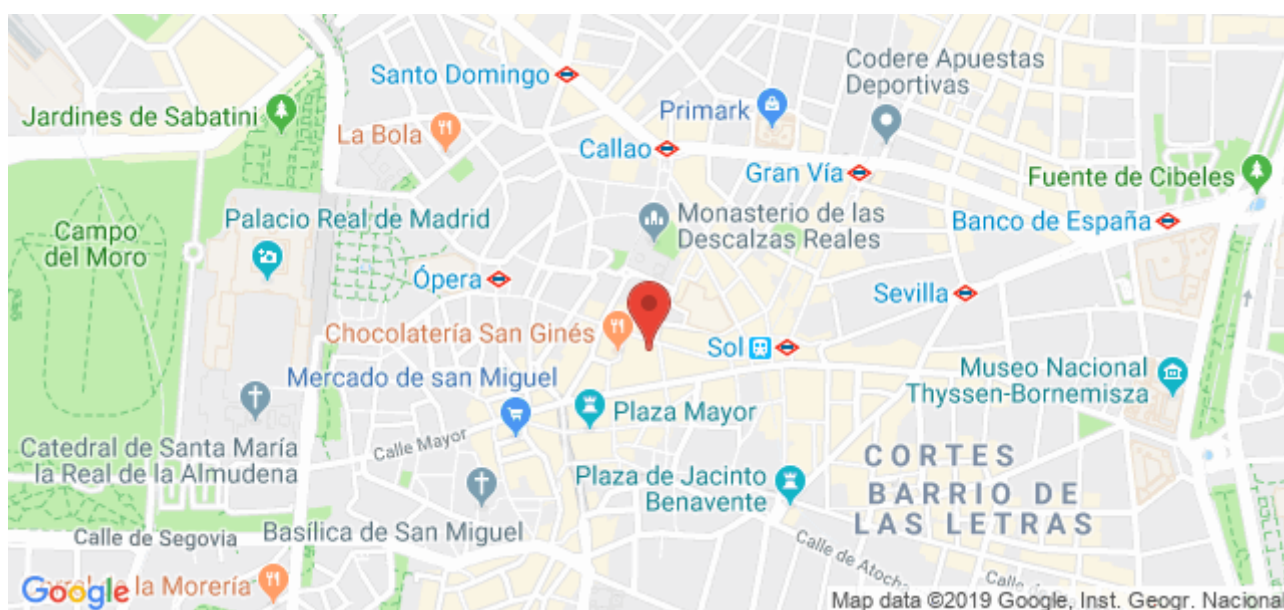 Santo Domingo
Codere Apuestas
Deportivas
Jardines de Sabatini
La Bola
Primark
Callao
Gran Vía
Fuente de Cibeles
Palacio Real de Madrid
Monasterio de las
Descalzas Reales
Banco de España
Campo
del Moro
Ópera
Sevilla
Chocolatería San Ginés
Sol
Mercado de san Miguel
Museo Nacional
Thyssen-Bornemisza
Plaza Mayor
Calle Mayor
Catedral de Santa María
la Real de la Almudena
Plaza de Jacinto
Benavente
CORTES
BARRIO DE
LAS LETRAS
Basílica de San Miguel
Calle de Segovia
Calle de Atocha
Google
la Morería
Calle de
Map data ©2019 Google, Inst. Geogr. Naciona